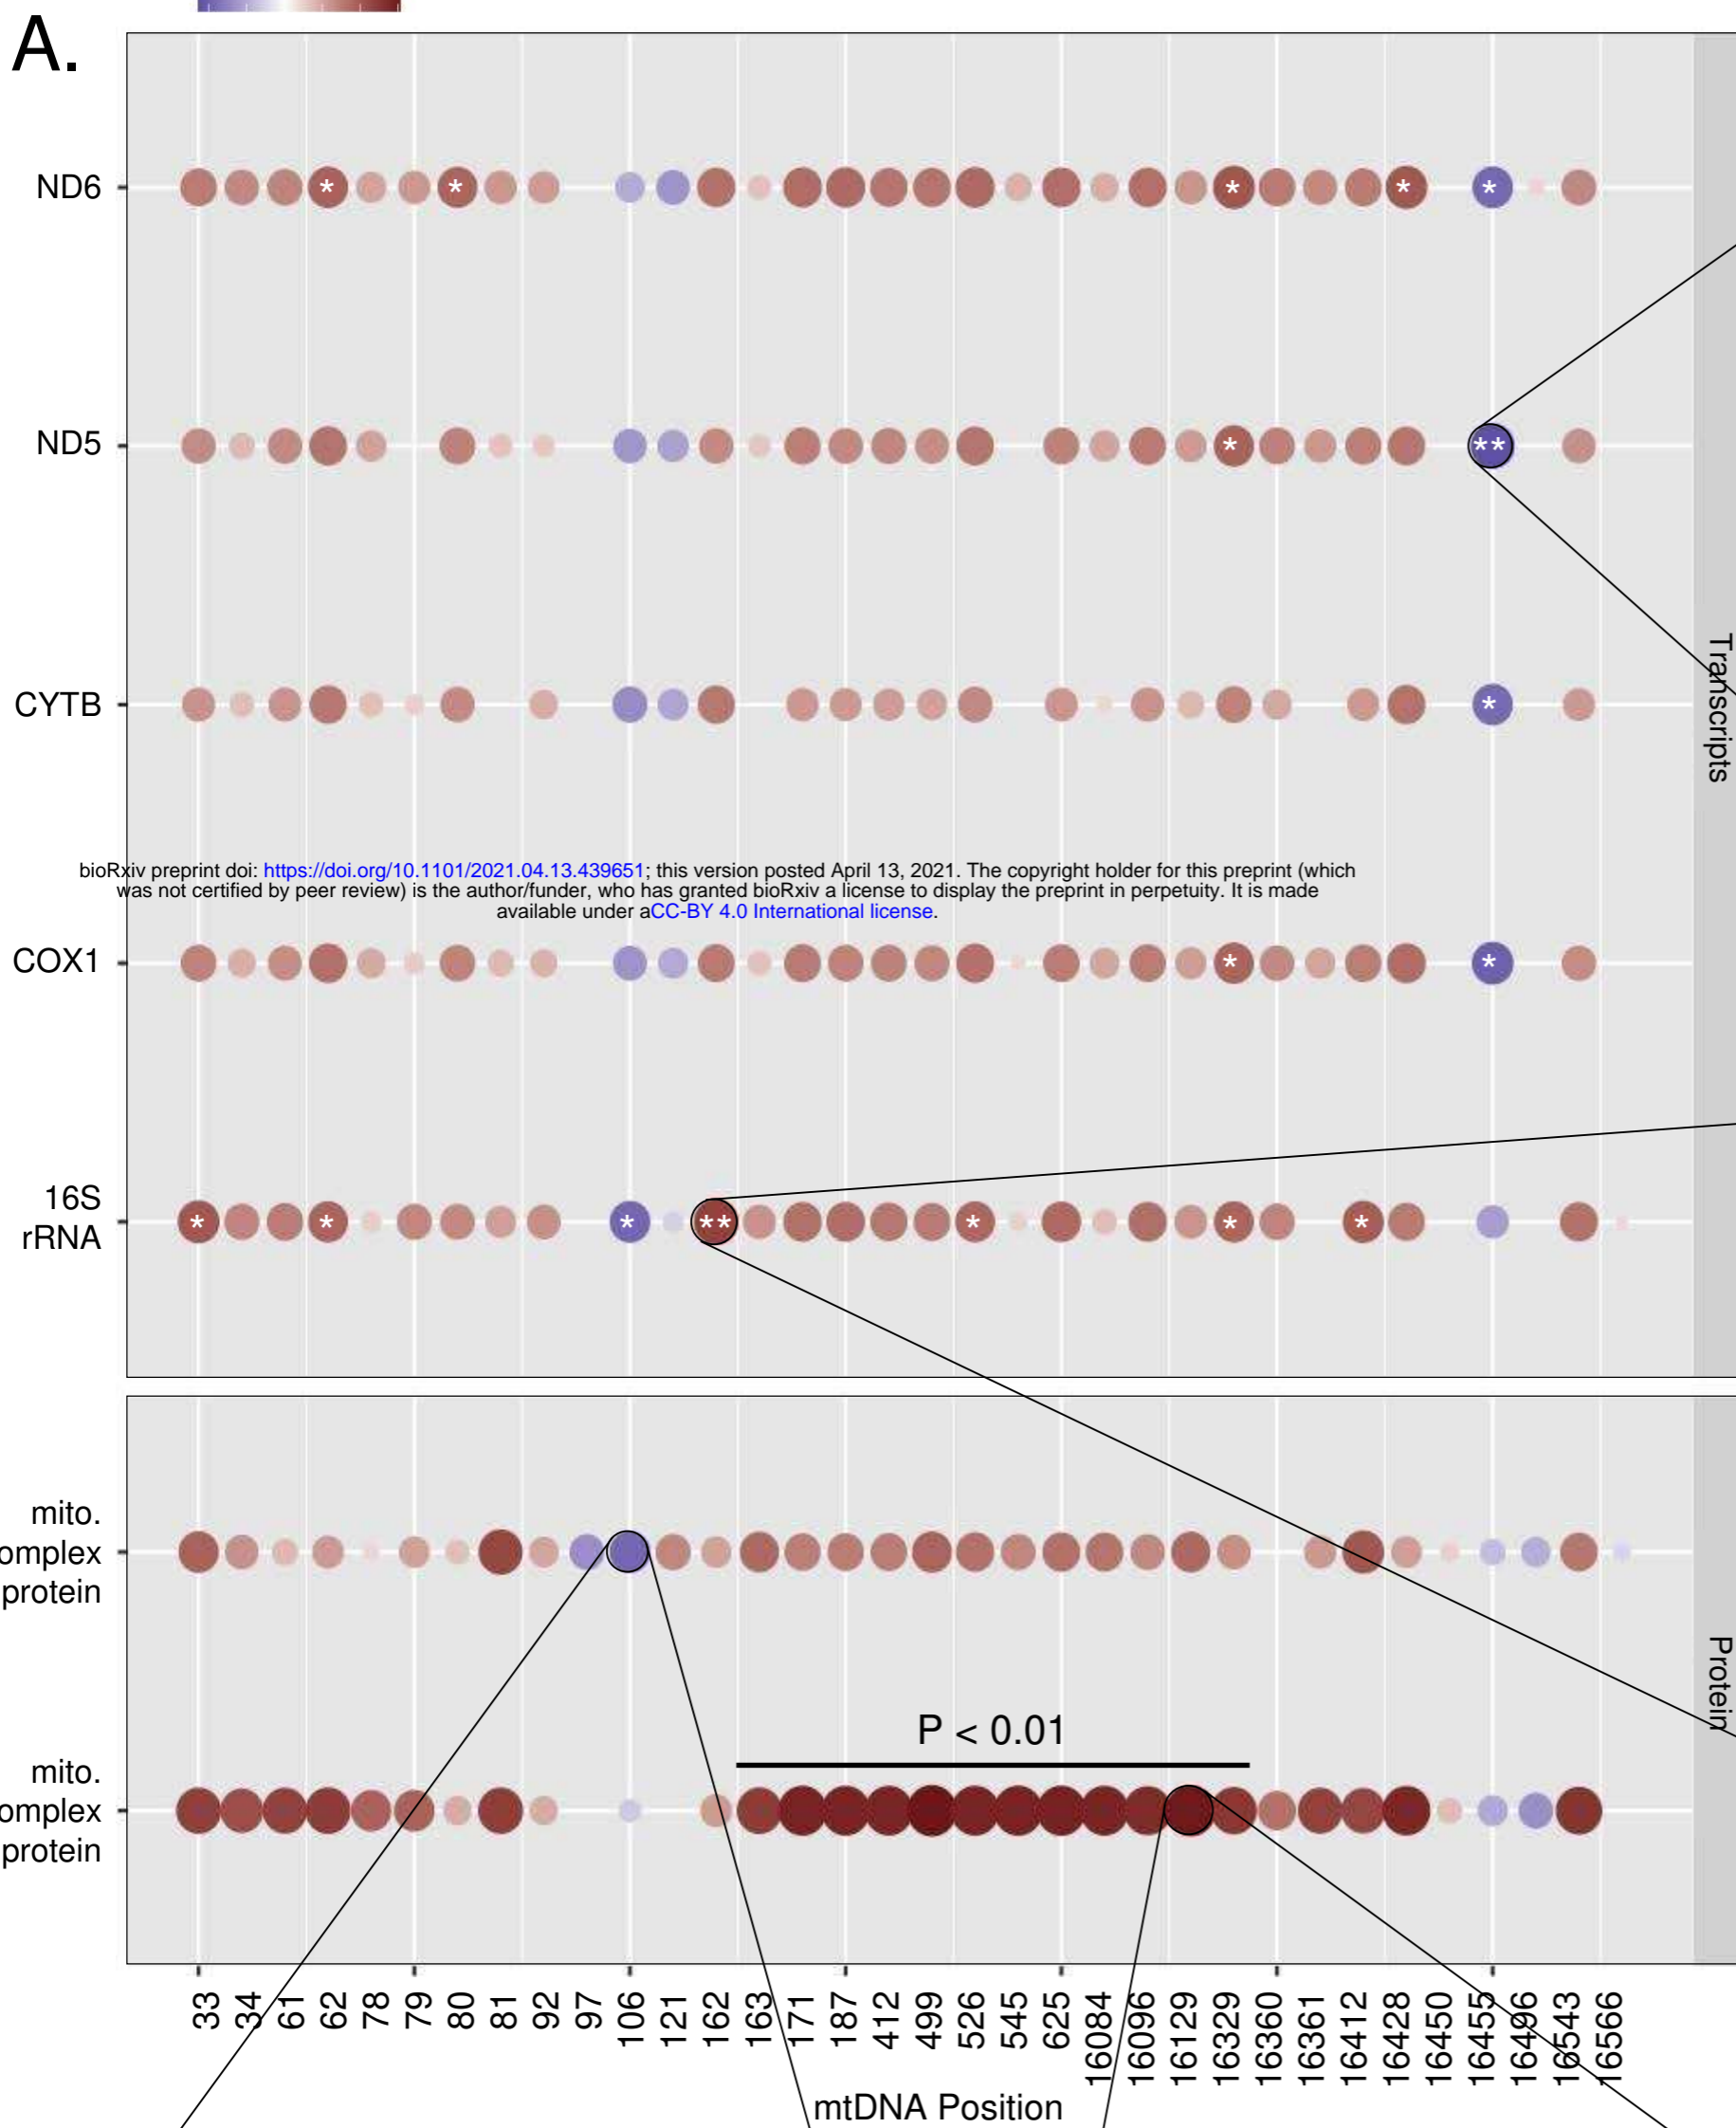 A.
ND6
* * * * *
ND5
* **
Transcripts
CYTB
*
bioRxiv preprint doi: https://doi.org/10.1101/2021.04.13.439651; this version posted April 13, 2021. The copyright holder for this preprint (which
was not certified by peer review) is the author/funder, who has granted bioRxiv a license to display the preprint in perpetuity. It is made
available under aCC-BY 4.0 International license.
COX1
* *
16S
rRNA
* * * ** * * *
mito.
omplex
protein
Protein
P < 0.01
mito.
omplex
protein
33 34 61 62 78 79 80 81 92 97 106 121 162 163 171 187 412 499 526 545 625 16084 16096 16129 16329 16360 16361 16412 16428 16450 16455 16496 16543 16566
mtDNA Position